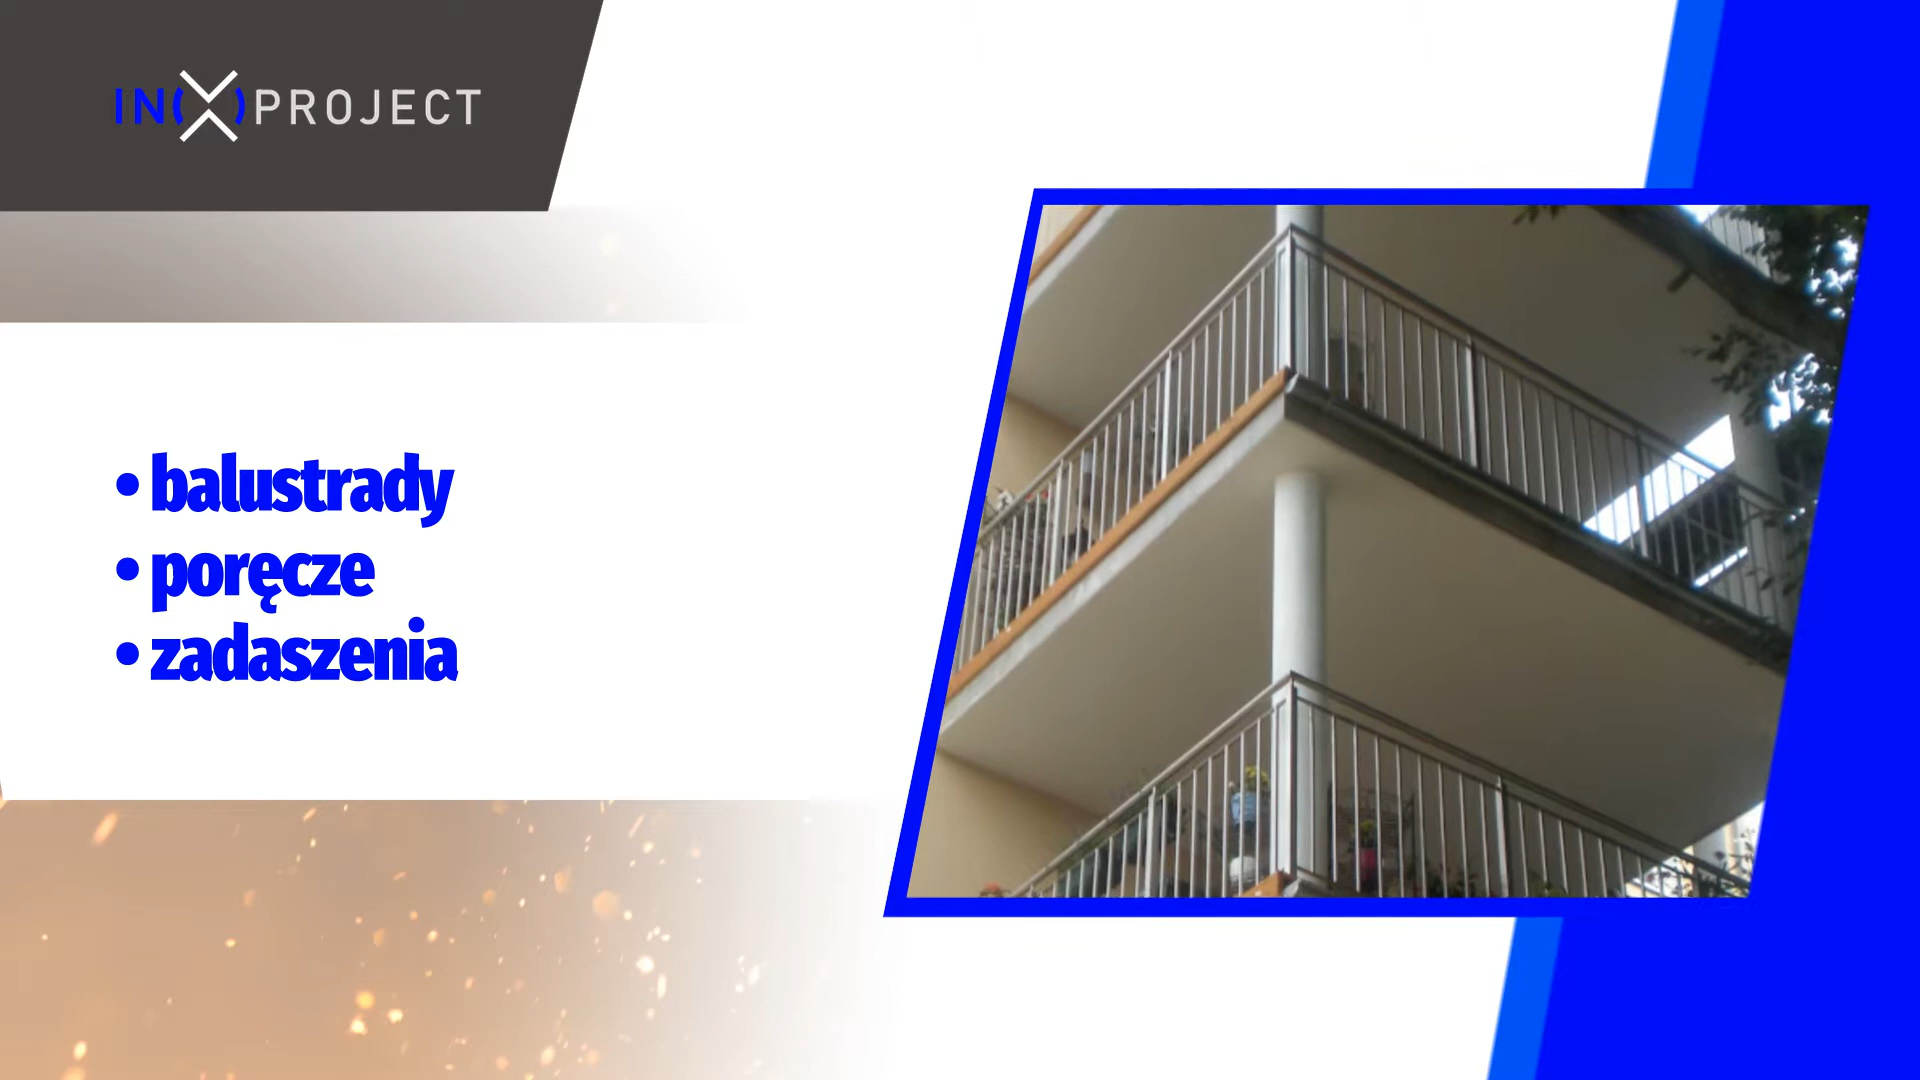 IN(X)PROJECT
• balustrady
• poręcze
• zadaszenia